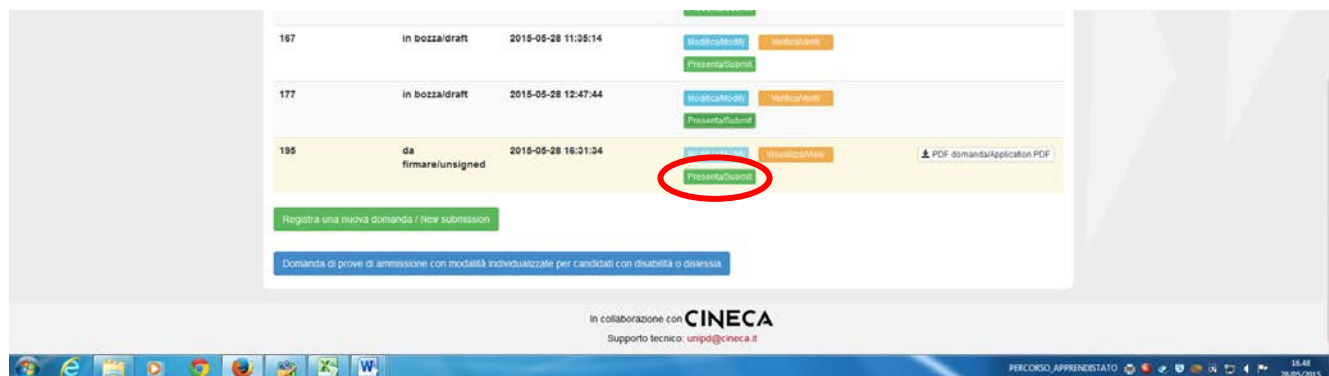 167 in bozza/draft 2015-05-28 11:35:14 Modifica/Modify Verifica/Verify
Presenta/Submit
177 in bozza/draft 2015-05-28 12:47:44 Modifica/Modify Verifica/Verify
Presenta/Submit
195 da firmare/unsigned 2015-05-28 16:31:34 Visualizza/View PDF domanda/Application PDF
Presenta/Submit
Registra una nuova domanda / New submission
Domanda di prove di ammissione con modalità individualizzate per candidati con disabilità o dislessia
In collaborazione con CINECA
Supporto tecnico: unipd@cineca.it
PERCORSO_APPRENDISTATO 16.48
28/05/2015